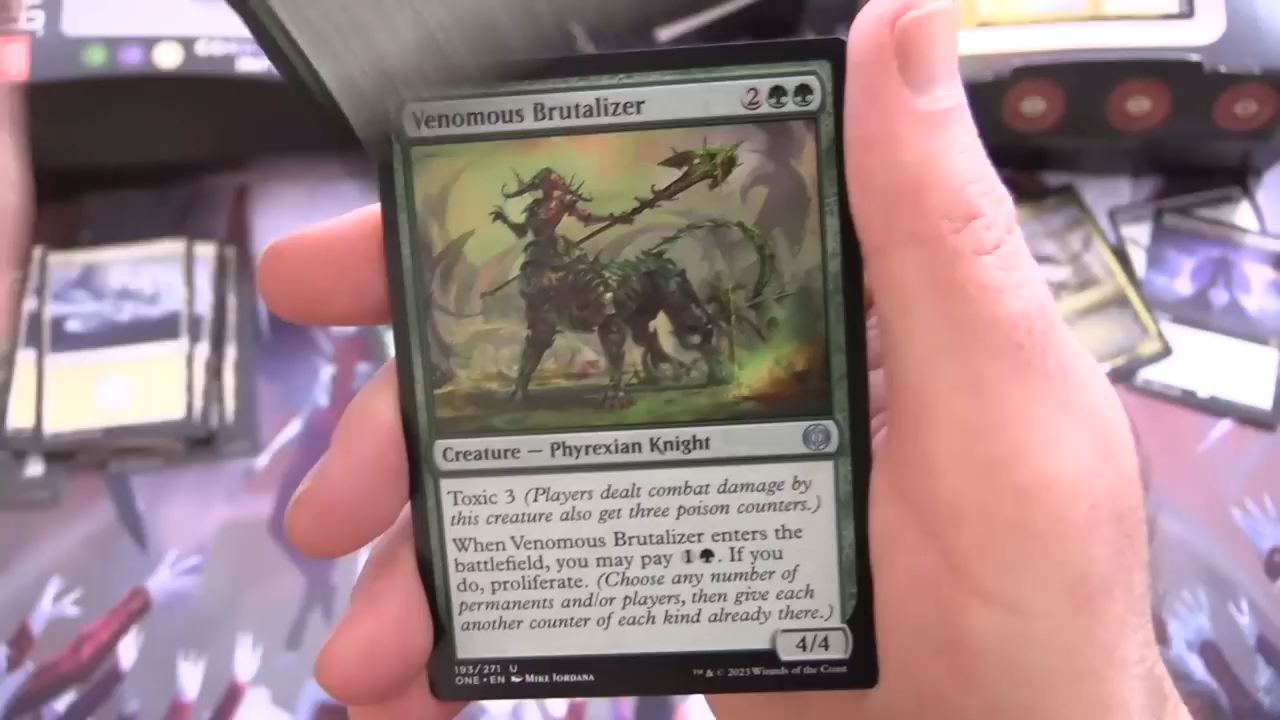 Venomous Brutalizer 2
Creature — Phyrexian Knight
Toxic 3 (Players dealt combat damage by
this creature also get three poison counters.)
When Venomous Brutalizer enters the
battlefield, you may pay 1. If you
do, proliferate. (Choose any number of
permanents and/or players, then give each
another counter of each kind already there.)
4/4
193/271 U
ONE • EN MIKE JORDANA
™ & © 2023 Wizards of the Coast